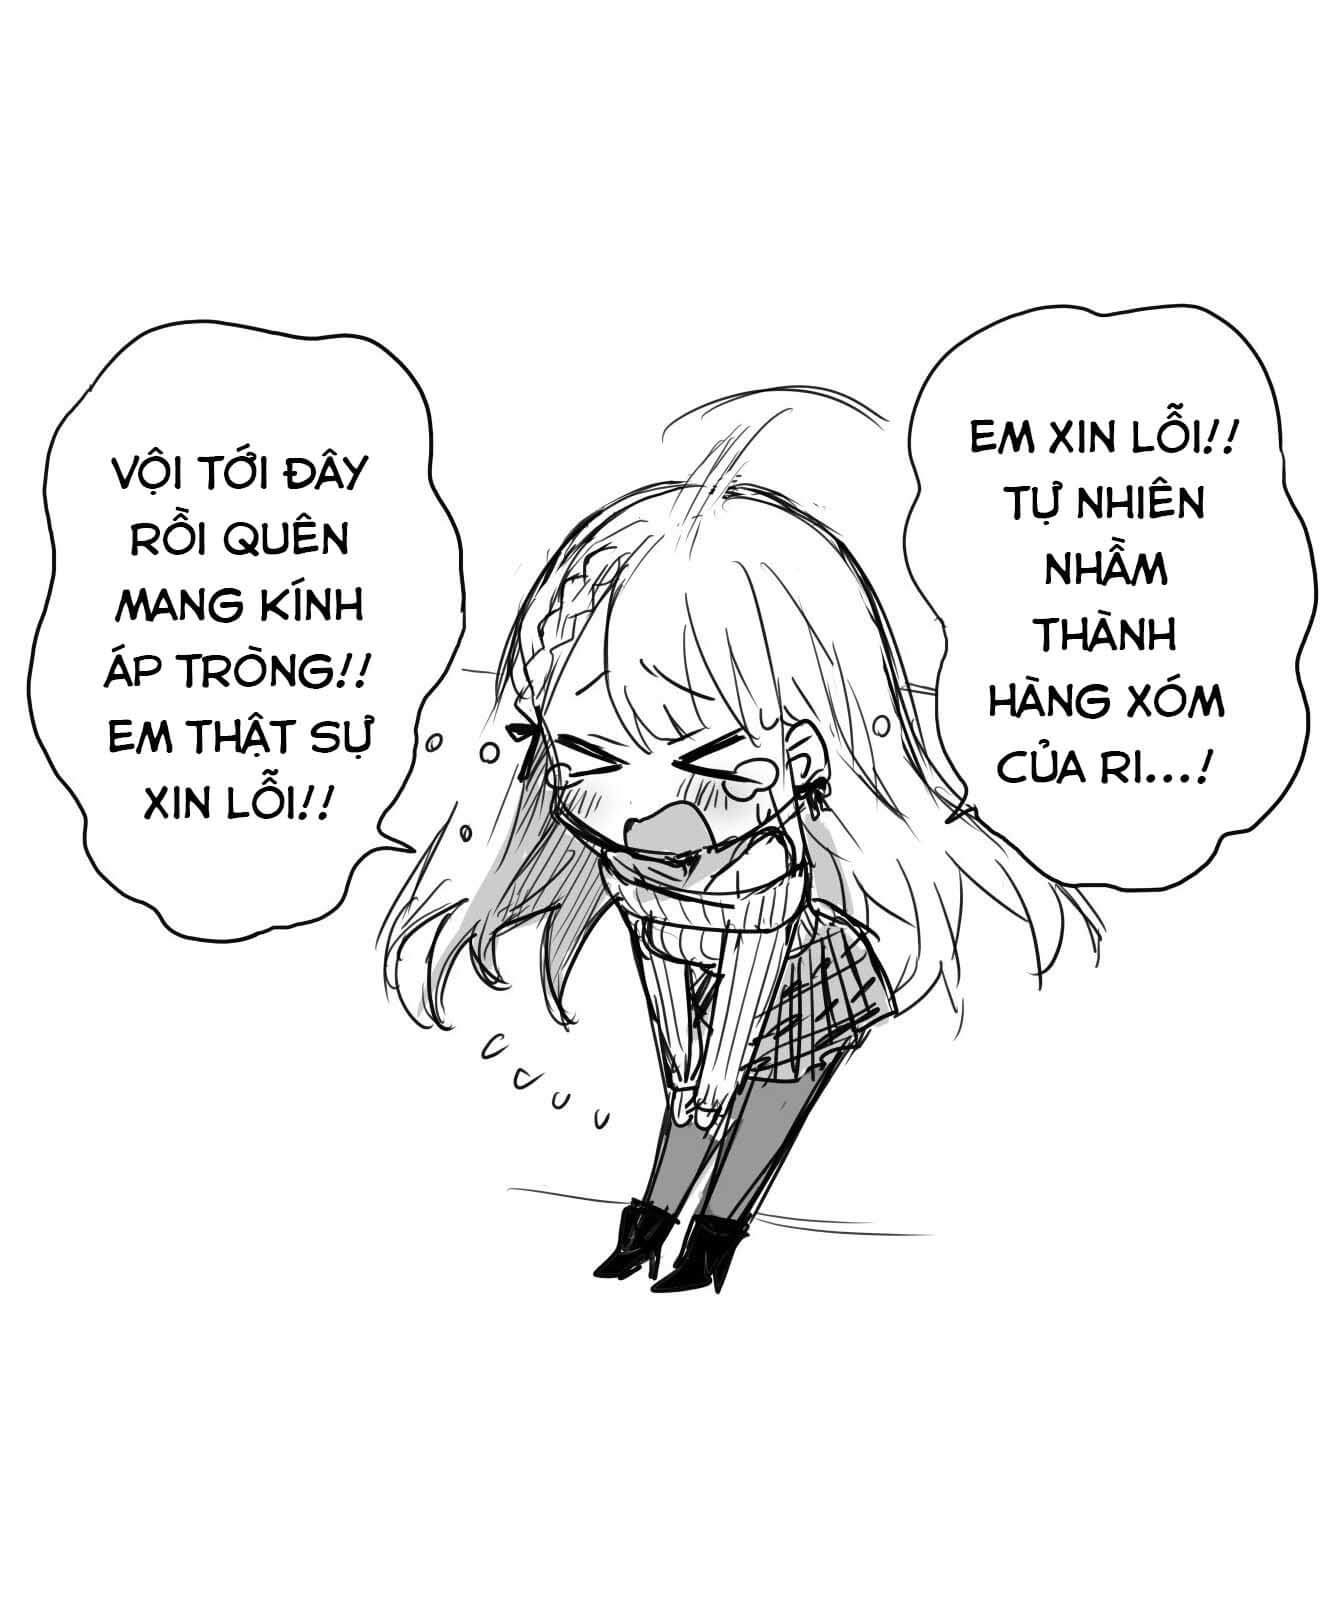 EM XIN LỖI!!
TỰ NHIÊN
NHẦM
THÀNH
HÀNG XÓM
CỦA RI...!
VỘI TỚI ĐÂY
RỒI QUÊN
MANG KÍNH
ÁP TRÒNG!!
EM THẬT SỰ
XIN LỖI!!